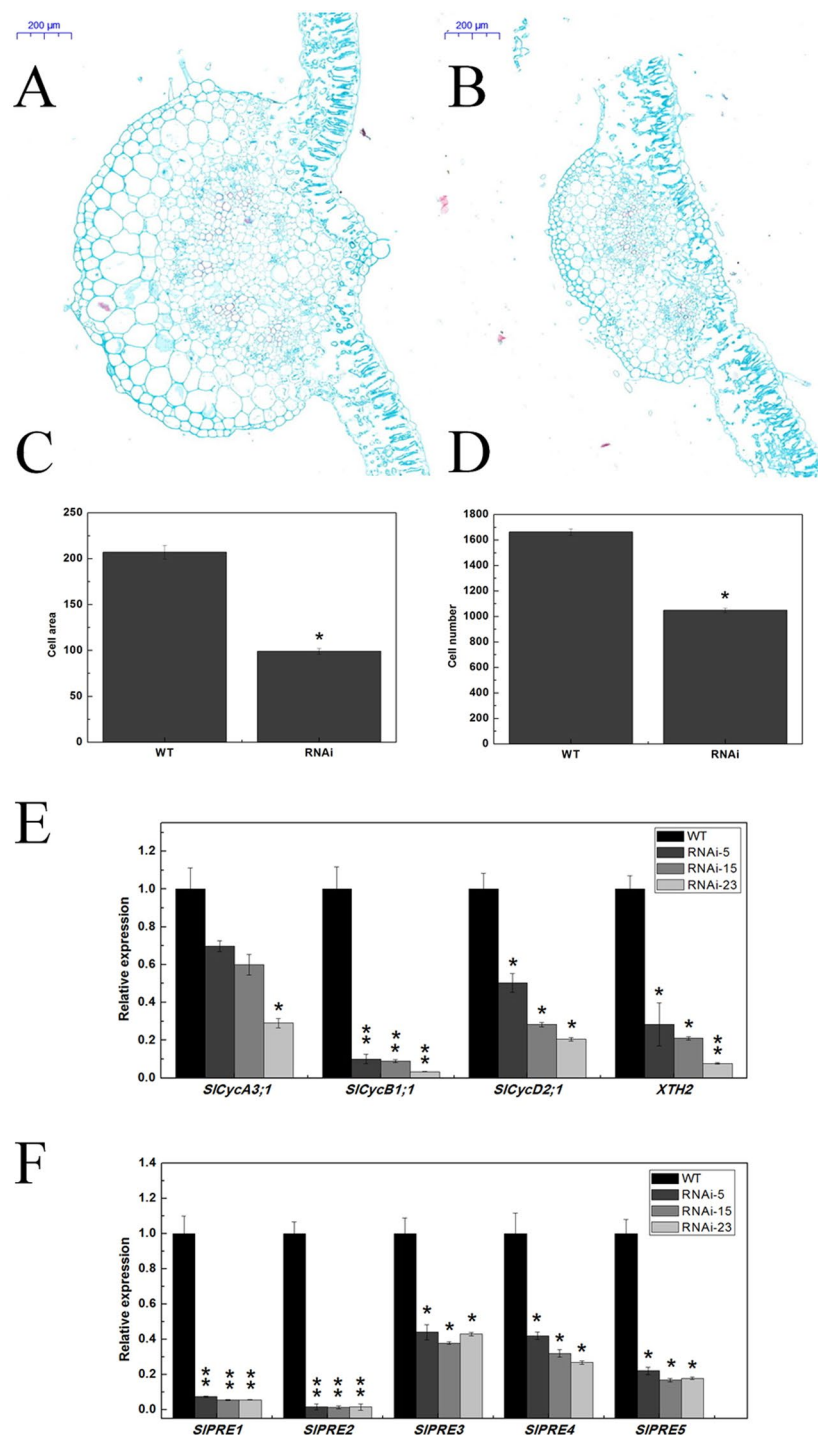 200 µm
200 µm
A
B
C
D
250
200
150
100
50
0
Cell area
*
WT
RNAi
1800
1600
1400
1200
1000
800
600
400
200
0
Cell number
*
WT
RNAi
E
WT
RNAi-5
RNAi-15
RNAi-23
1.2
1.0
0.8
0.6
0.4
0.2
0.0
Relative expression
*
** ** **
* * *
* * **
SlCycA3;1
SlCycB1;1
SlCycD2;1
XTH2
F
WT
RNAi-5
RNAi-15
RNAi-23
1.4
1.2
1.0
0.8
0.6
0.4
0.2
0.0
Relative expression
** ** **
** ** **
* * *
* * *
* * *
SlPRE1
SlPRE2
SlPRE3
SlPRE4
SlPRE5